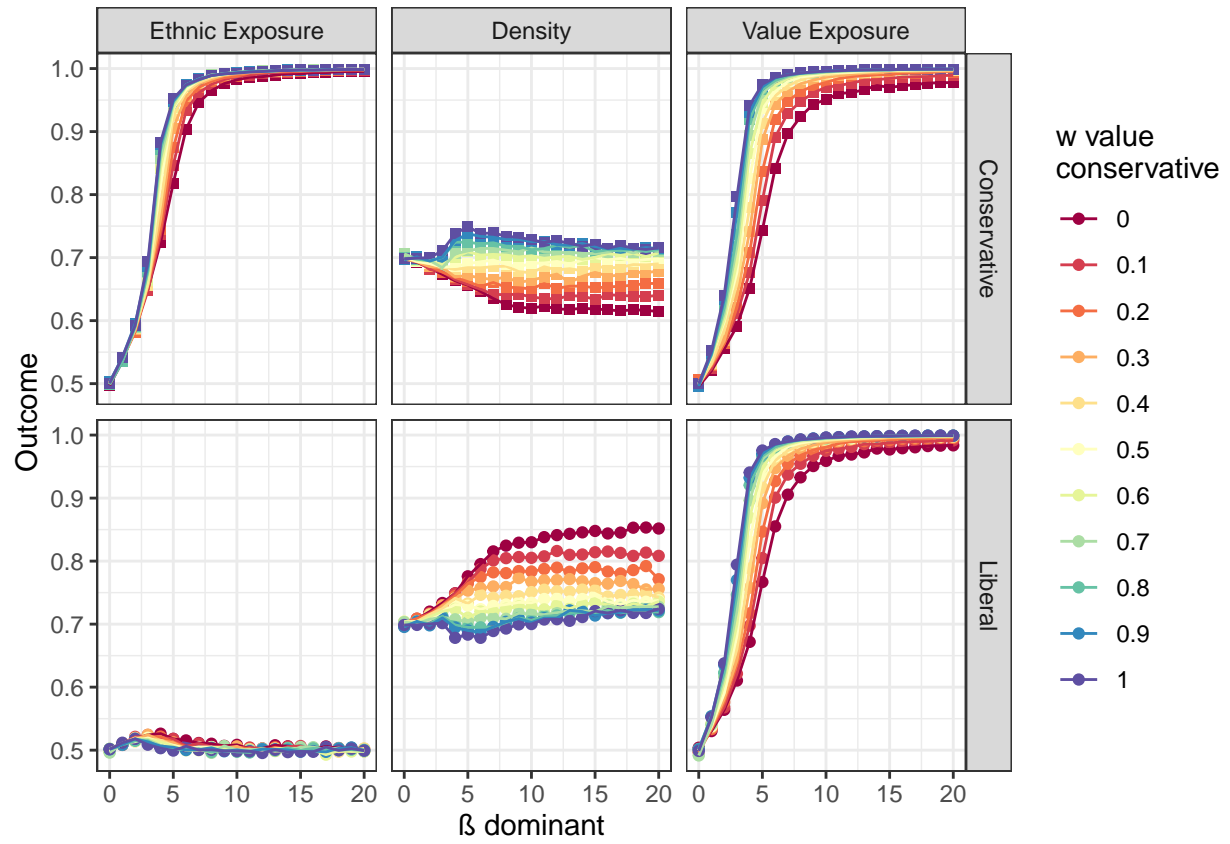 Ethnic Exposure
Density
Value Exposure
Outcome
1.0
0.9
0.8
0.7
0.6
0.5
Conservative
1.0
0.9
0.8
0.7
0.6
0.5
Liberal
0 5 10 15 20
0 5 10 15 20
0 5 10 15 20
ß dominant
w value
conservative
0
0.1
0.2
0.3
0.4
0.5
0.6
0.7
0.8
0.9
1